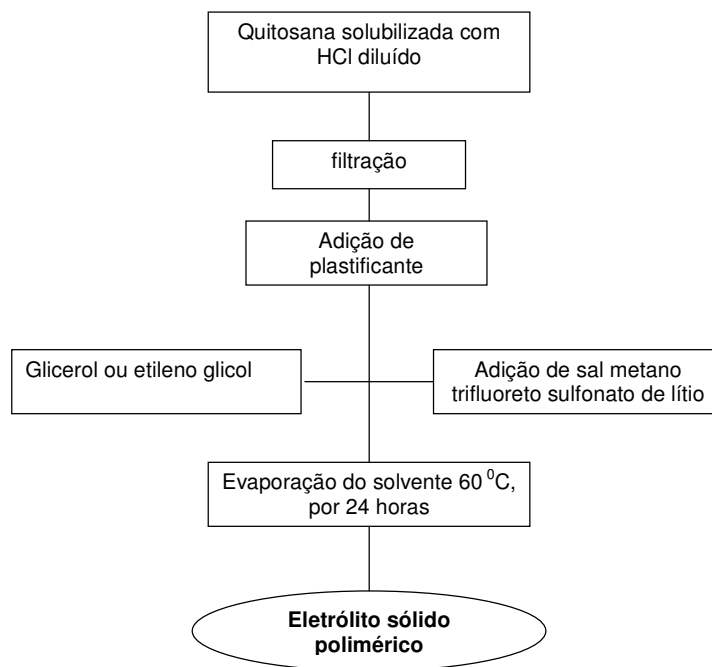 Quitosana solubilizada com
HCl diluído
filtração
Adição de
plastificante
Glicerol ou etileno glicol
Adição de sal metano
trifluoreto sulfonato de lítio
Evaporação do solvente 60 ⁰C,
por 24 horas
Eletrólito sólido
polimérico